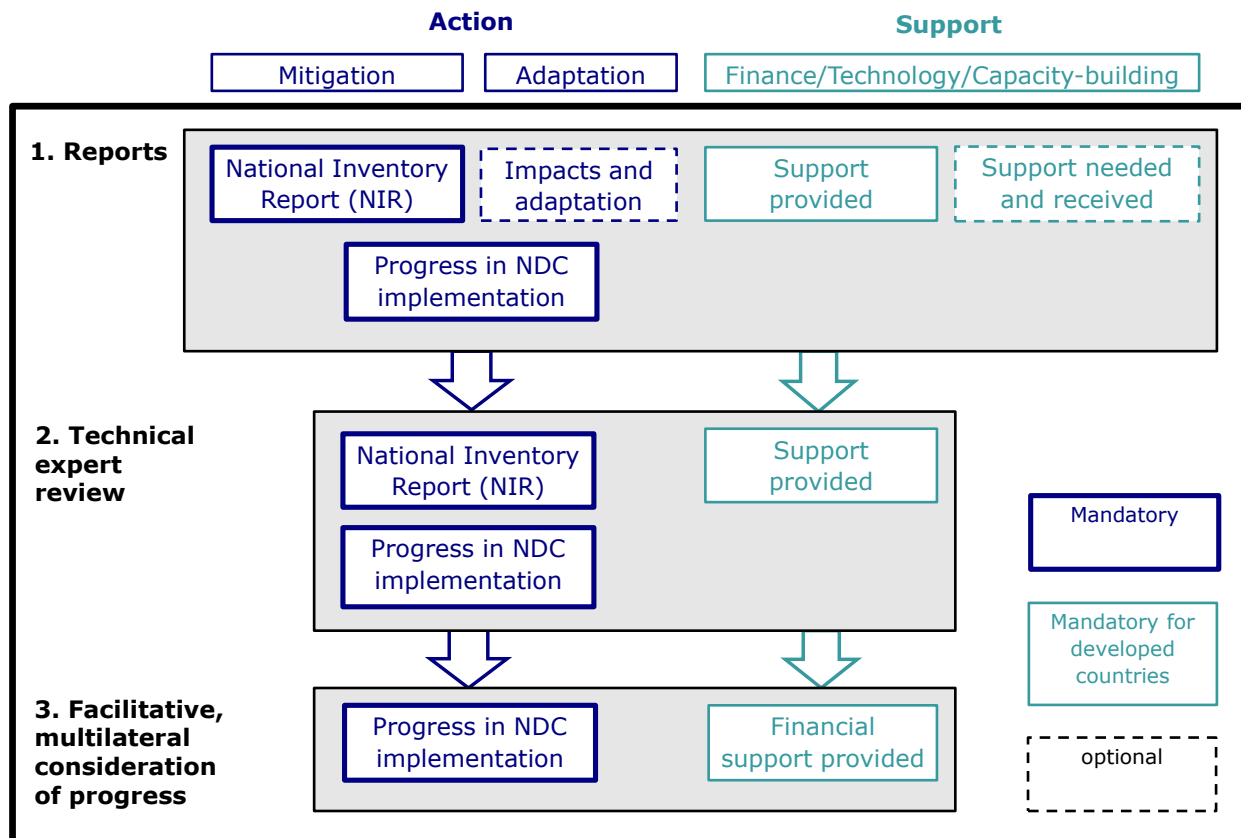 Action
Support
Mitigation
Adaptation
Finance/Technology/Capacity-building
1. Reports
National Inventory
Report (NIR)
Impacts and
adaptation
Support
provided
Support needed
and received
Progress in NDC
implementation
2. Technical
expert
review
National Inventory
Report (NIR)
Support
provided
Progress in NDC
implementation
Mandatory
Mandatory for
developed
countries
3. Facilitative,
multilateral
consideration
of progress
Progress in NDC
implementation
Financial
support provided
optional